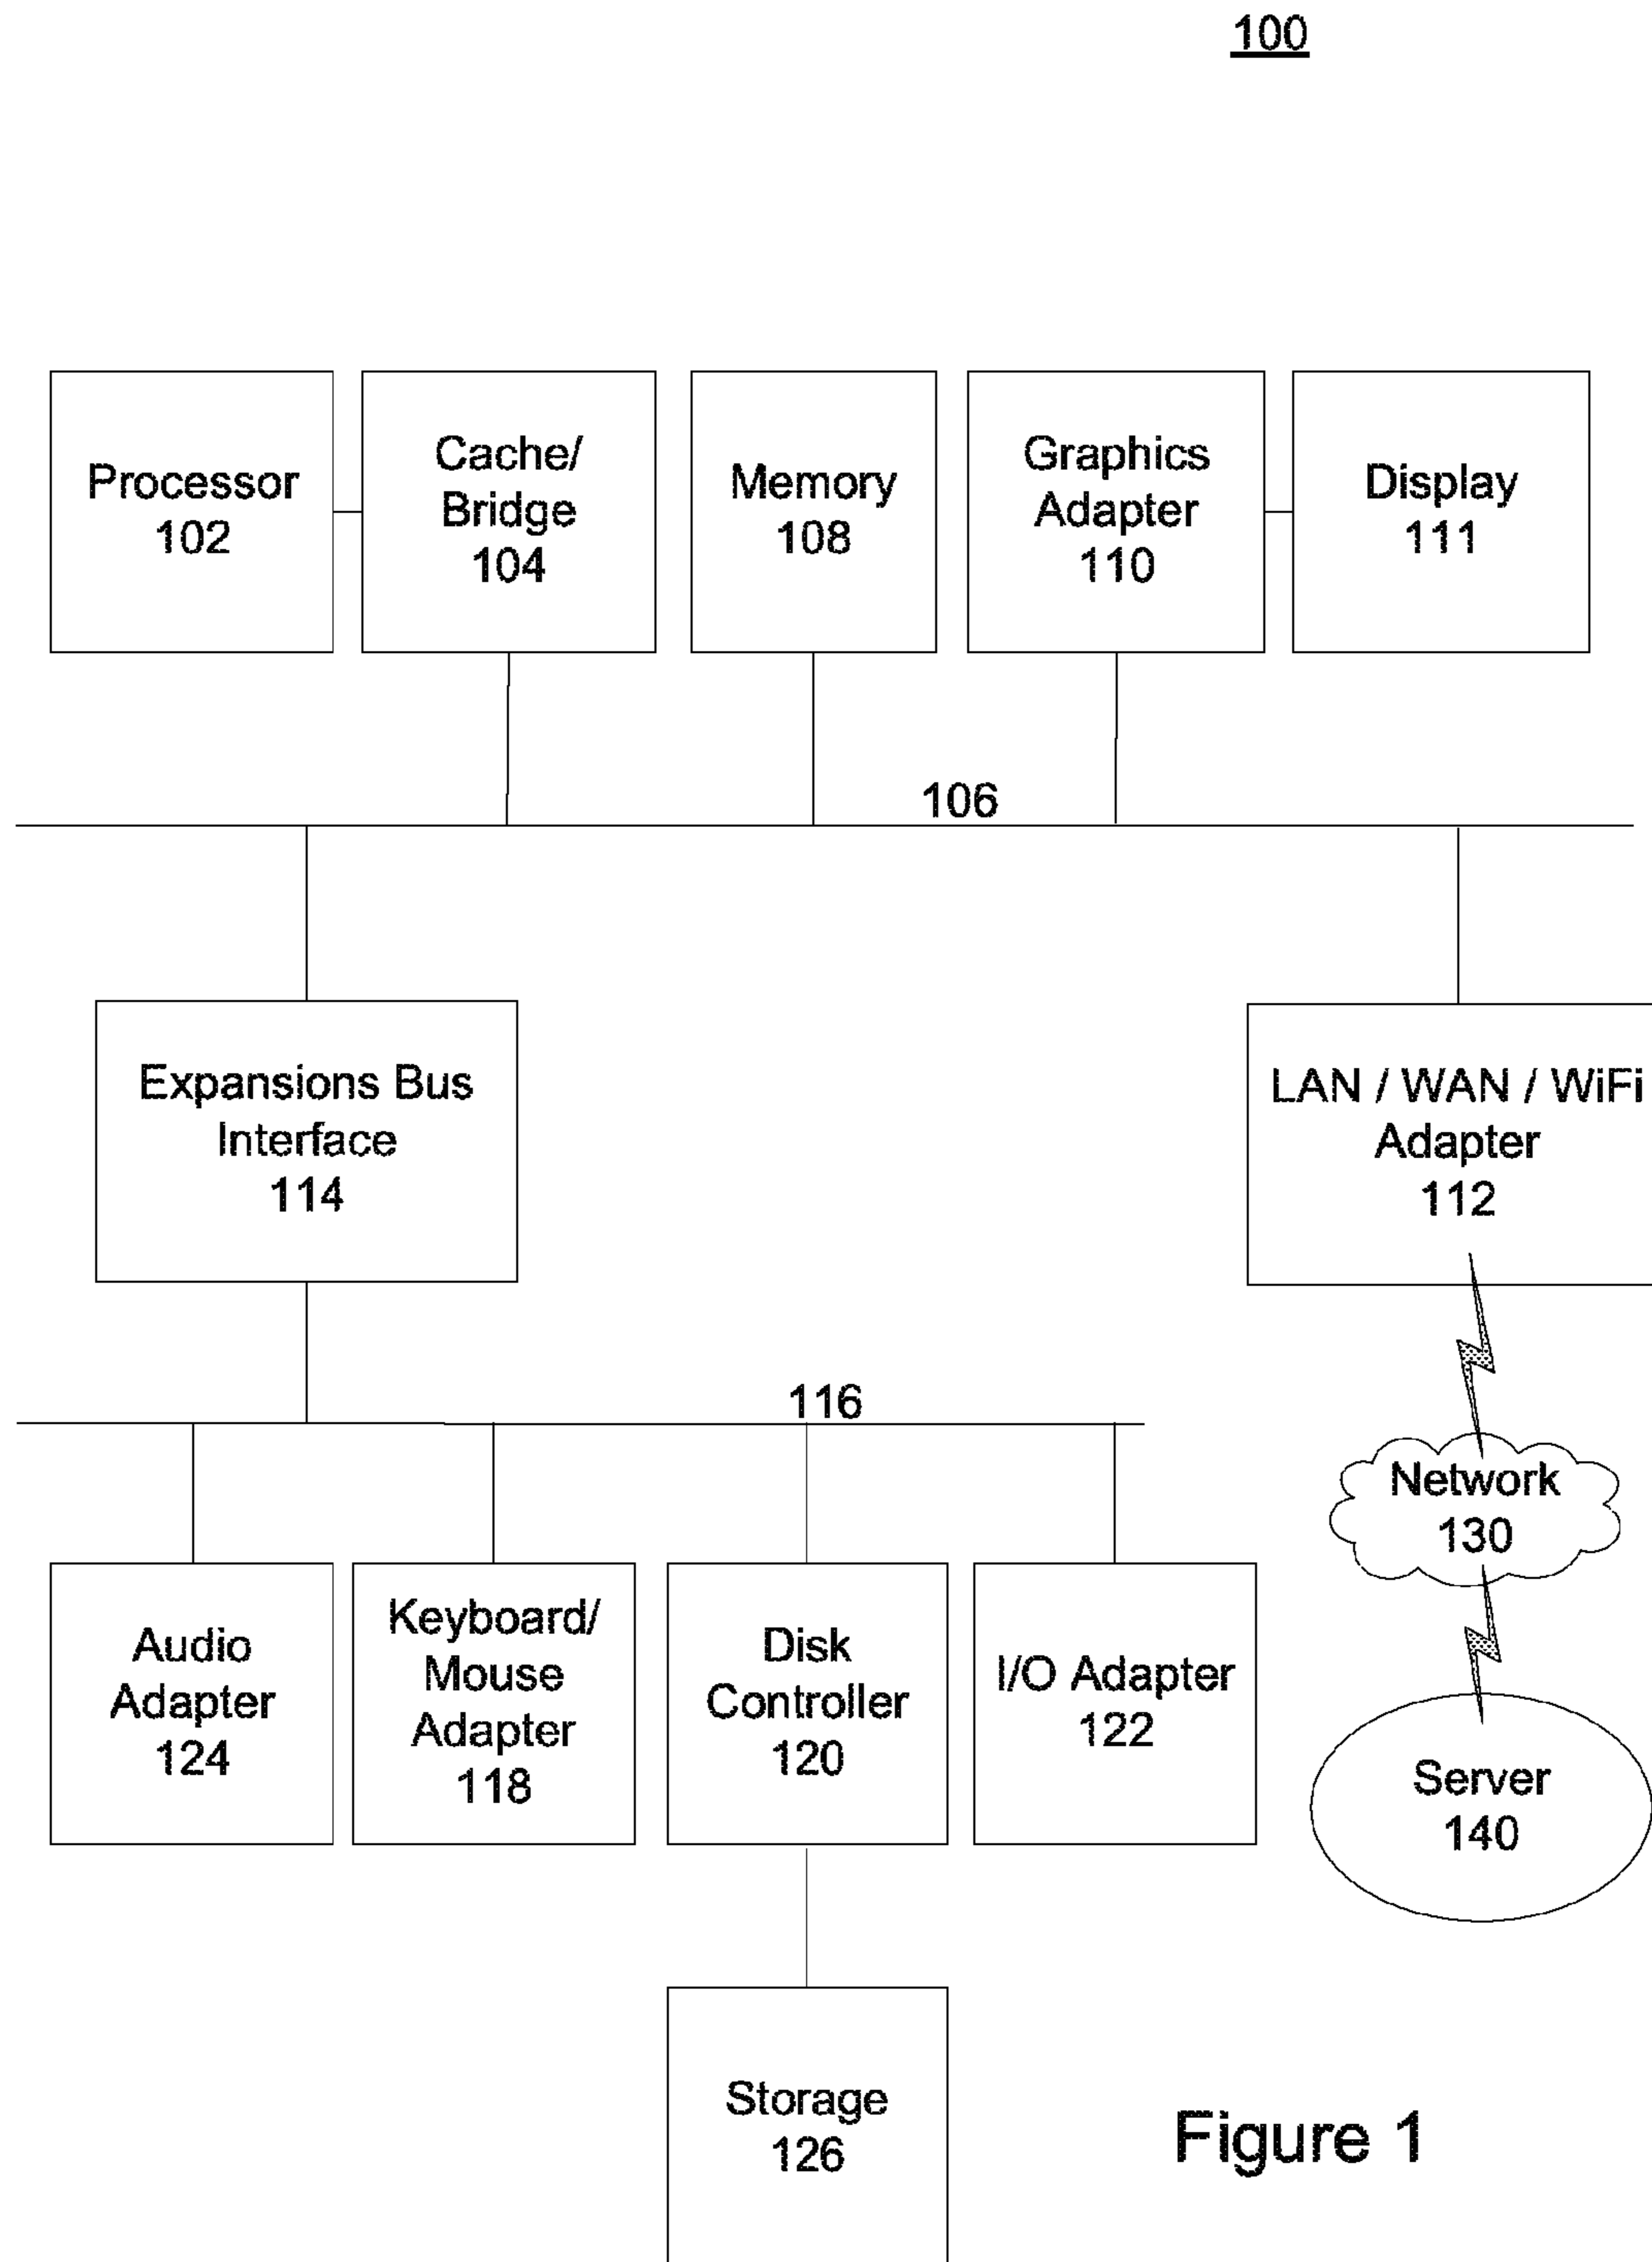 100
Processor
102
Cache/
Bridge
104
Memory
108
Graphics
Adapter
110
Display
111
106
Expansions Bus
Interface
114
LAN / WAN / WiFi
Adapter
112
116
Audio
Adapter
124
Keyboard/
Mouse
Adapter
118
Disk
Controller
120
I/O Adapter
122
Network
130
Server
140
Storage
126
Figure 1